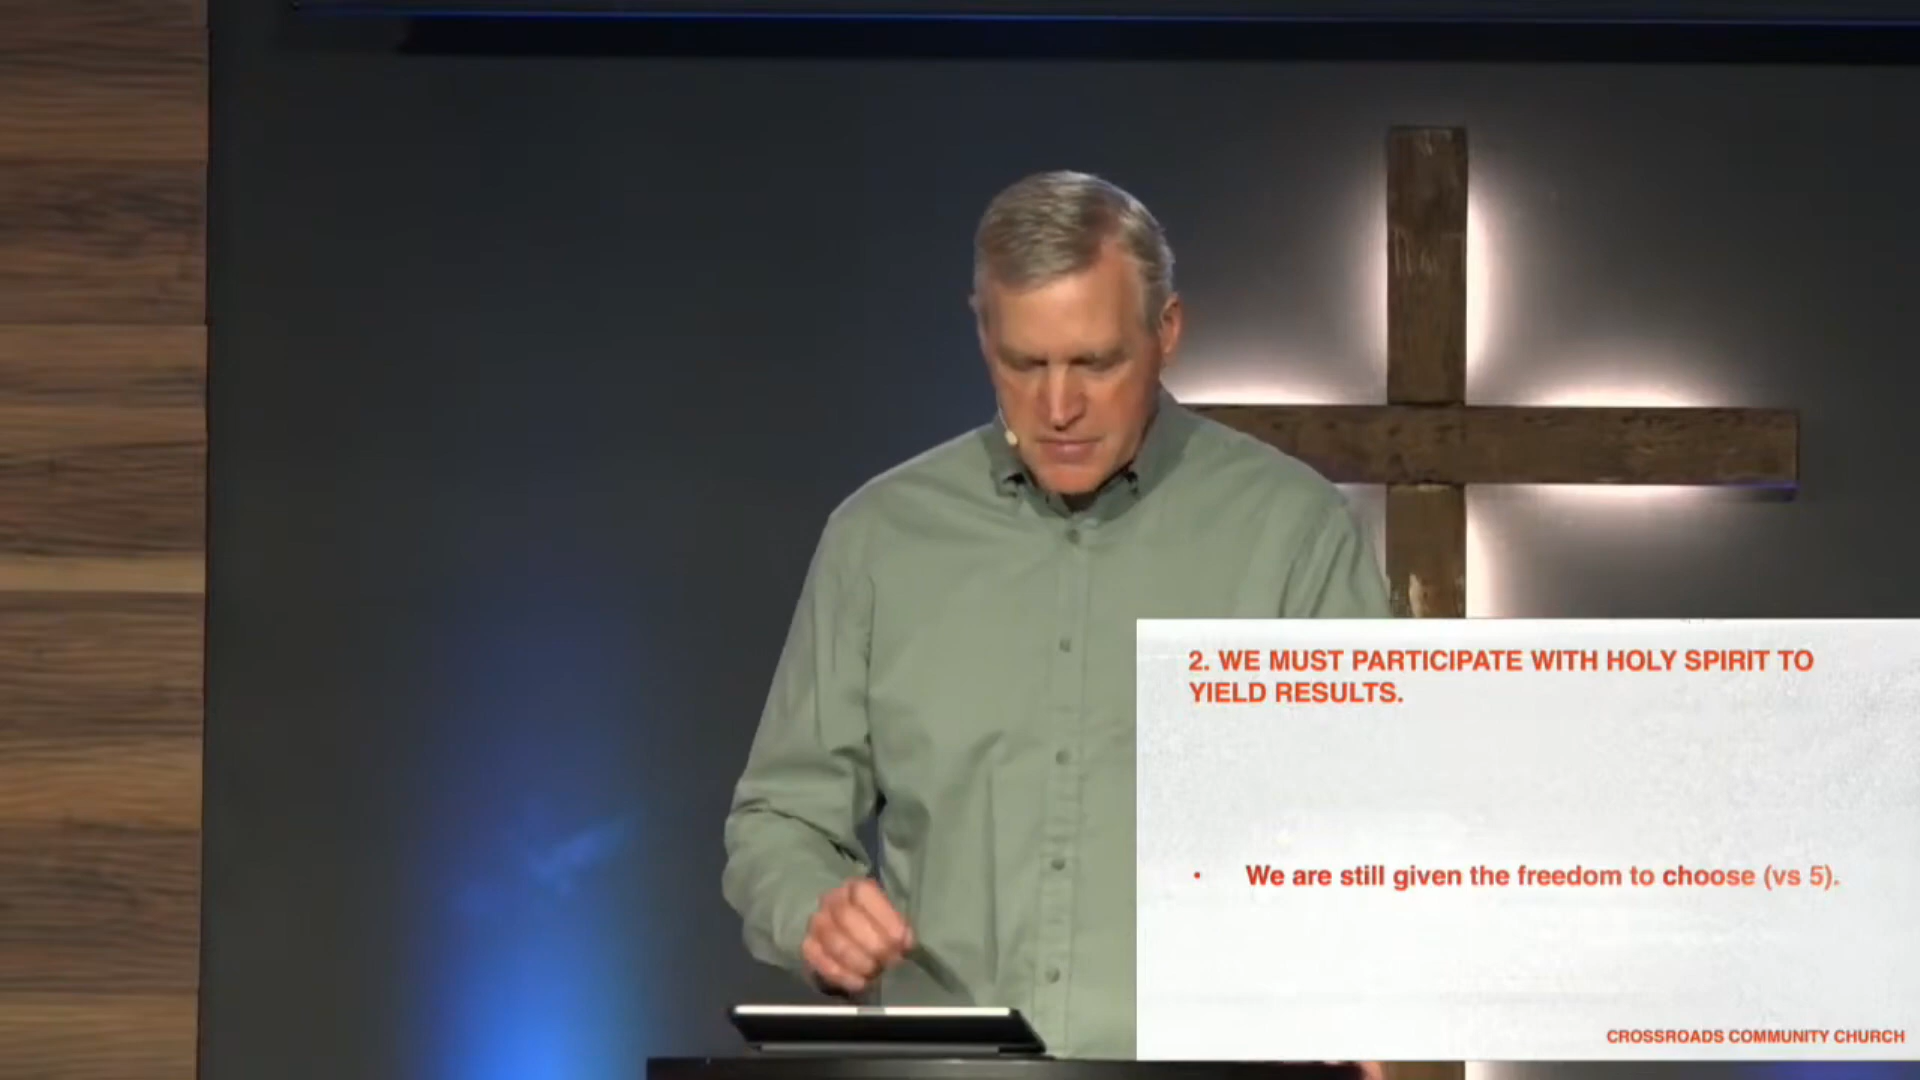 2. WE MUST PARTICIPATE WITH HOLY SPIRIT TO
YIELD RESULTS.
• We are still given the freedom to choose (vs 5).
CROSSROADS COMMUNITY CHURCH